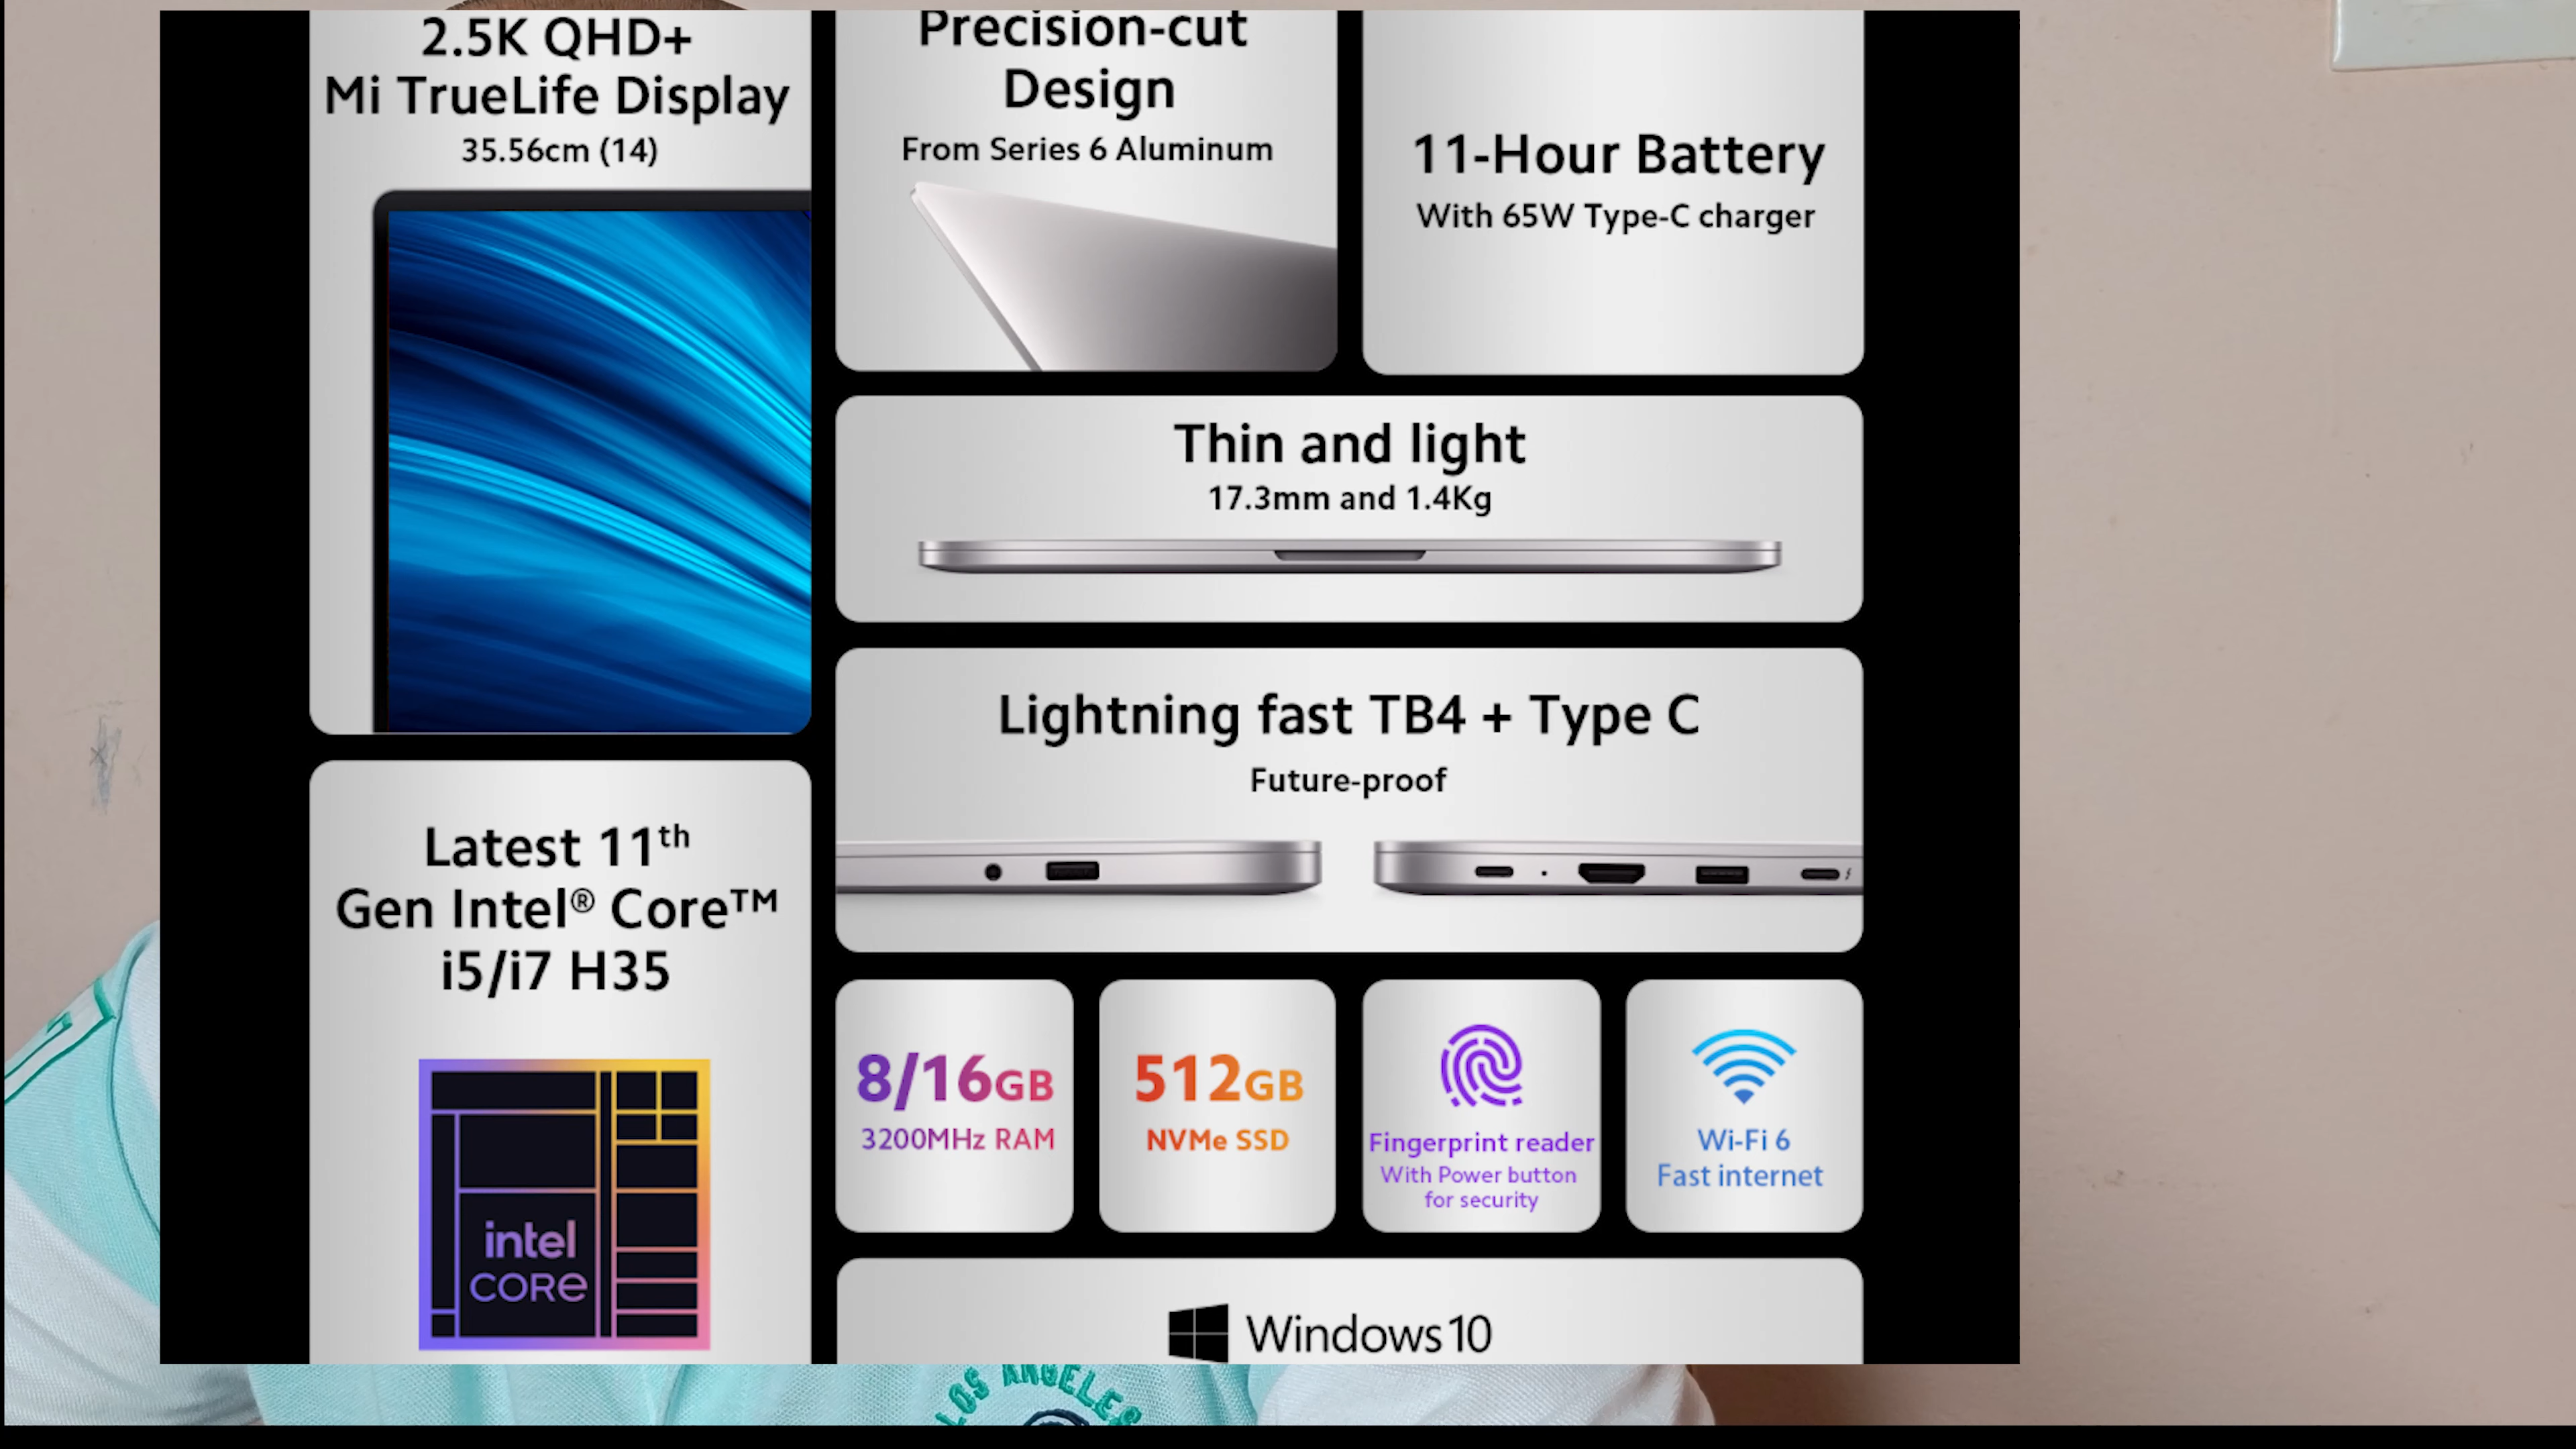 2.5K QHD+
Mi TrueLife Display
35.56cm (14)
Precision-cut
Design
From Series 6 Aluminum
11-Hour Battery
With 65W Type-C charger
Thin and light
17.3mm and 1.4Kg
Lightning fast TB4 + Type C
Future-proof
Latest 11th
Gen Intel® Core™
i5/i7 H35
intel
CORE
8/16GB
3200MHz RAM
512GB
NVMe SSD
Fingerprint reader
With Power button
for security
Wi-Fi 6
Fast internet
Windows 10
LOS ANGELES